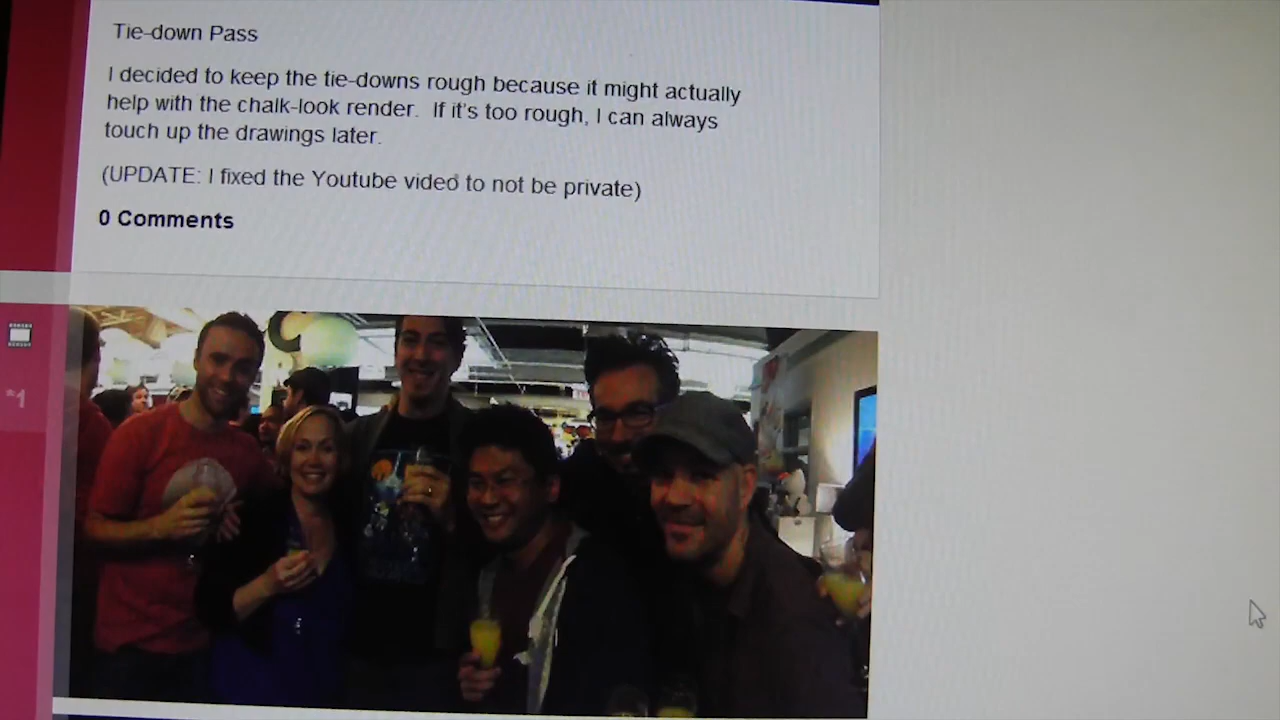 Tie-down Pass
I decided to keep the tie-downs rough because it might actually
help with the chalk-look render.  If it's too rough, I can always
touch up the drawings later.
(UPDATE: I fixed the Youtube video to not be private)
0 Comments
*1